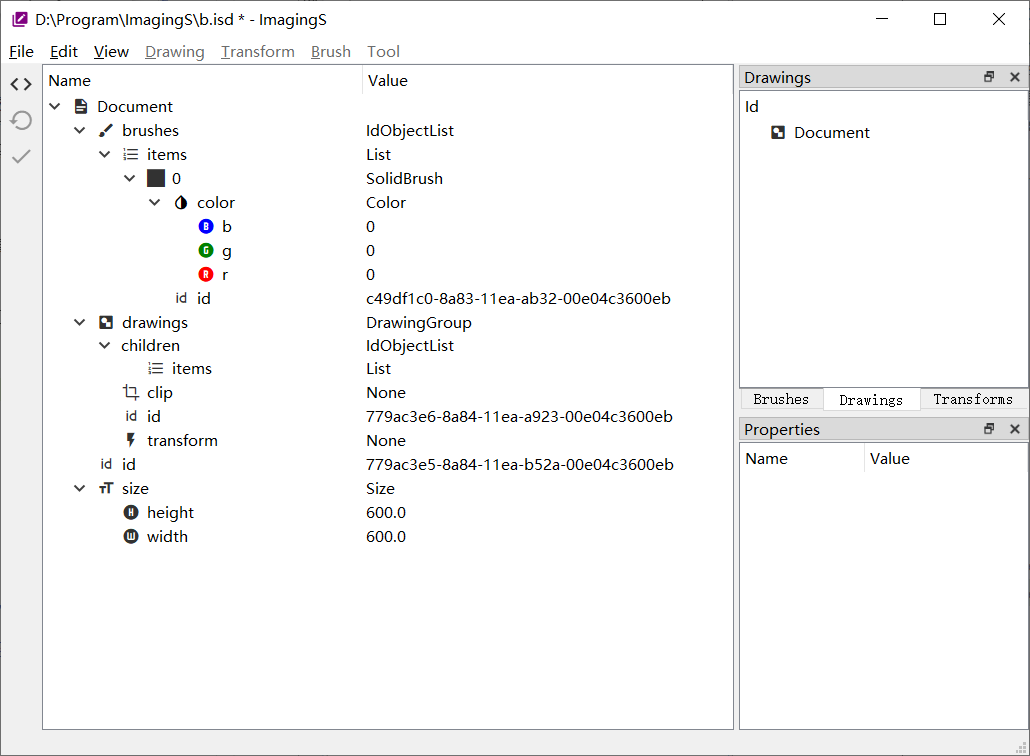 D:\Program\ImagingS\b.isd * - ImagingS
File Edit View Drawing Transform Brush Tool
Name Value
Document
brushes IdObjectList
items List
0 SolidBrush
color Color
B b 0
G g 0
R r 0
id id c49df1c0-8a83-11ea-ab32-00e04c3600eb
drawings DrawingGroup
children IdObjectList
items List
clip None
id id 779ac3e6-8a84-11ea-a923-00e04c3600eb
transform None
id id 779ac3e5-8a84-11ea-b52a-00e04c3600eb
TT size Size
H height 600.0
W width 600.0
Drawings
Id
Document
Brushes Drawings Transforms
Properties
Name Value